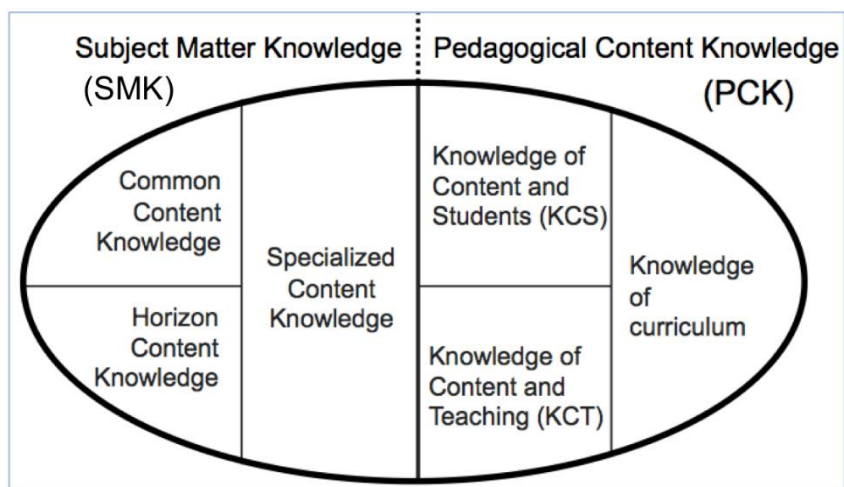 Subject Matter Knowledge
(SMK)
Pedagogical Content Knowledge
(PCK)
Common
Content
Knowledge
Horizon
Content
Knowledge
Specialized
Content
Knowledge
Knowledge of
Content and
Students (KCS)
Knowledge of
Content and
Teaching (KCT)
Knowledge
of
curriculum